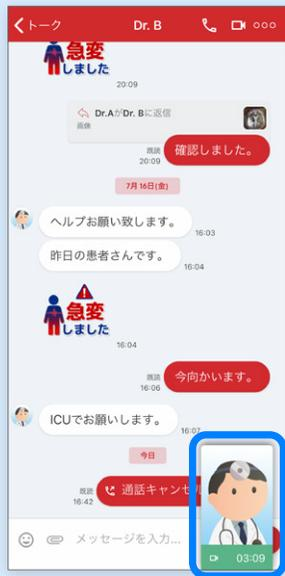 トーク
Dr. B
急変
しました
20:09
Dr.AがDr. Bに返信
画像
確認しました。
既読
20:09
7月16日(金)
ヘルプお願い致します。
16:03
昨日の患者さんです。
16:04
急変
しました
16:04
今向かいます。
既読
16:06
ICUでお願いします。
16:07
今日
通話キャンセル
既読
16:42
メッセージを入力...
03:09